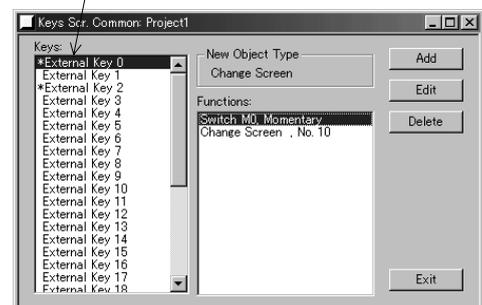 Keys Scr. Common: Project1
Keys:
*External Key 0
External Key 1
*External Key 2
External Key 3
External Key 4
External Key 5
External Key 6
External Key 7
External Key 8
External Key 9
External Key 10
External Key 11
External Key 12
External Key 13
External Key 14
External Key 15
External Key 16
External Key 17
External Key 18
New Object Type
Change Screen
Functions:
Switch M0, Momentary
Change Screen , No. 10
Add
Edit
Delete
Exit